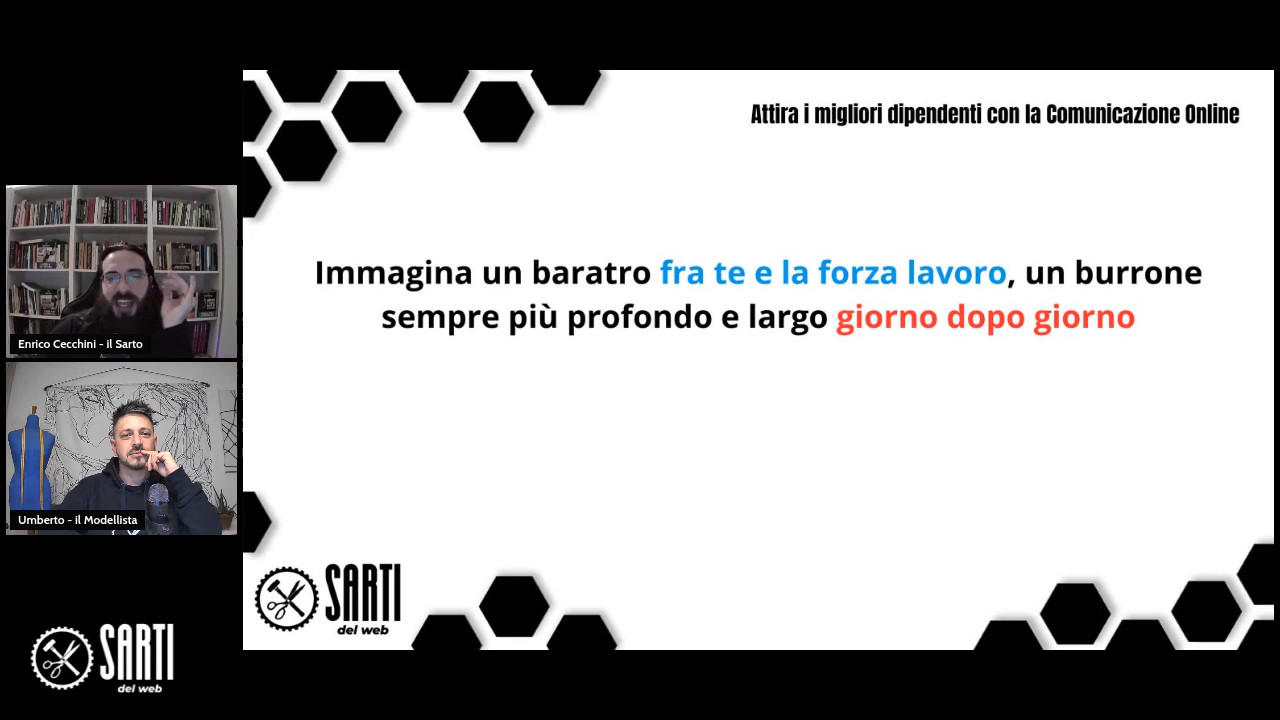 Attira i migliori dipendenti con la Comunicazione Online
Immagina un baratro fra te e la forza lavoro, un burrone
sempre più profondo e largo giorno dopo giorno
Enrico Cecchini - il Sarto
Umberto - il Modellista
SARTI
del web
SARTI
del web